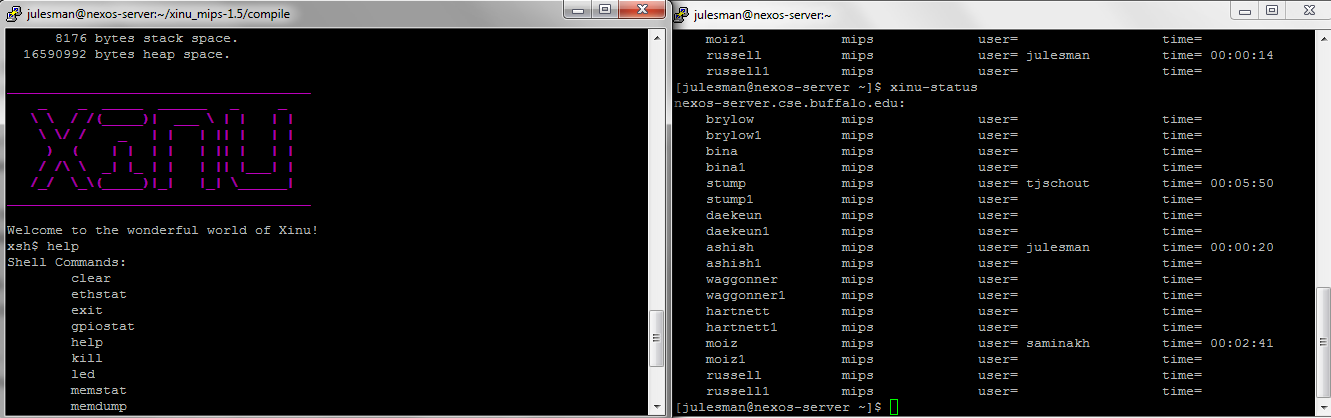 julesman@nexos-server:~/xinu_mips-1.5/compile
8176 bytes stack space.
16590992 bytes heap space.
Xinu
Welcome to the wonderful world of Xinu!
xsh$ help
Shell Commands:
clear
ethstat
exit
gpiostat
help
kill
led
memstat
memdump
julesman@nexos-server:~
moiz1 mips user= time=
russell mips user= julesman time= 00:00:14
russell1 mips user= time=
[julesman@nexos-server ~]$ xinu-status
nexos-server.cse.buffalo.edu:
brylow mips user= time=
brylow1 mips user= time=
bina mips user= time=
bina1 mips user= time=
stump mips user= tjschout time= 00:05:50
stump1 mips user= time=
daekeun mips user= time=
daekeun1 mips user= time=
ashish mips user= julesman time= 00:00:20
ashish1 mips user= time=
waggonner mips user= time=
waggonner1 mips user= time=
hartnett mips user= time=
hartnett1 mips user= time=
moiz mips user= saminakh time= 00:02:41
moiz1 mips user= time=
russell mips user= time=
russell1 mips user= time=
[julesman@nexos-server ~]$